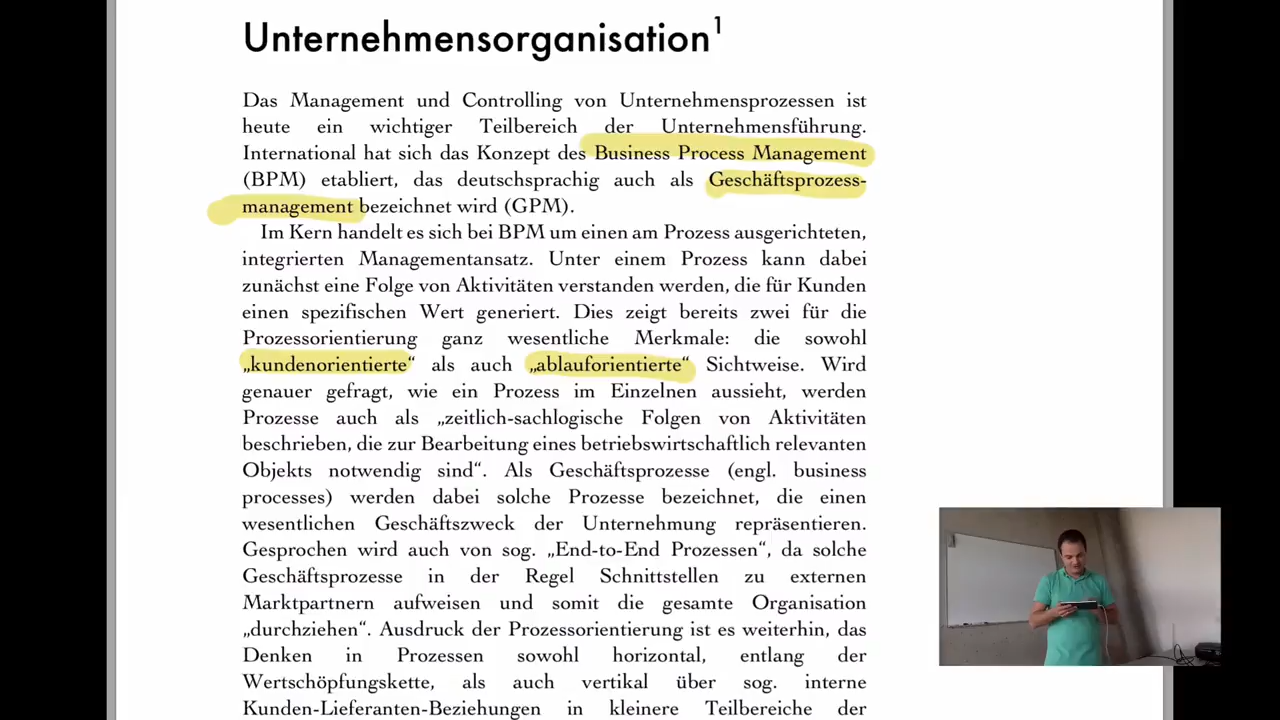 Unternehmensorganisation¹
Das Management und Controlling von Unternehmensprozessen ist
heute ein wichtiger Teilbereich der Unternehmensführung.
International hat sich das Konzept des Business Process Management
(BPM) etabliert, das deutschsprachig auch als Geschäftsprozess-
management bezeichnet wird (GPM).
Im Kern handelt es sich bei BPM um einen am Prozess ausgerichteten,
integrierten Managementansatz. Unter einem Prozess kann dabei
zunächst eine Folge von Aktivitäten verstanden werden, die für Kunden
einen spezifischen Wert generiert. Dies zeigt bereits zwei für die
Prozessorientierung ganz wesentliche Merkmale: die sowohl
„kundenorientierte“ als auch „ablauforientierte“ Sichtweise. Wird
genauer gefragt, wie ein Prozess im Einzelnen aussieht, werden
Prozesse auch als „zeitlich-sachlogische Folgen von Aktivitäten
beschrieben, die zur Bearbeitung eines betriebswirtschaftlich relevanten
Objekts notwendig sind“. Als Geschäftsprozesse (engl. business
processes) werden dabei solche Prozesse bezeichnet, die einen
wesentlichen Geschäftszweck der Unternehmung repräsentieren.
Gesprochen wird auch von sog. „End-to-End Prozessen“, da solche
Geschäftsprozesse in der Regel Schnittstellen zu externen
Marktpartnern aufweisen und somit die gesamte Organisation
„durchziehen“. Ausdruck der Prozessorientierung ist es weiterhin, das
Denken in Prozessen sowohl horizontal, entlang der
Wertschöpfungskette, als auch vertikal über sog. interne
Kunden-Lieferanten-Beziehungen in kleinere Teilbereiche der